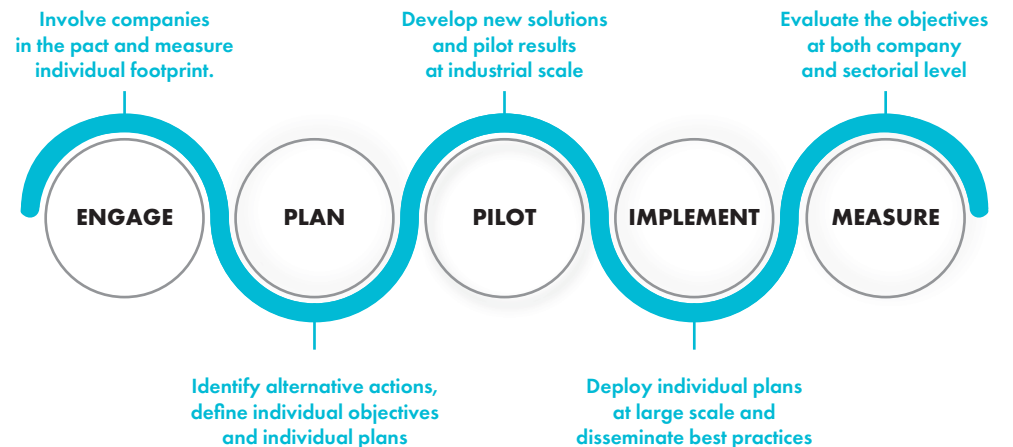 Involve companies
in the pact and measure
individual footprint.
Develop new solutions
and pilot results
at industrial scale
Evaluate the objectives
at both company
and sectorial level
ENGAGE
PLAN
PILOT
IMPLEMENT
MEASURE
Identify alternative actions,
define individual objectives
and individual plans
Deploy individual plans
at large scale and
disseminate best practices